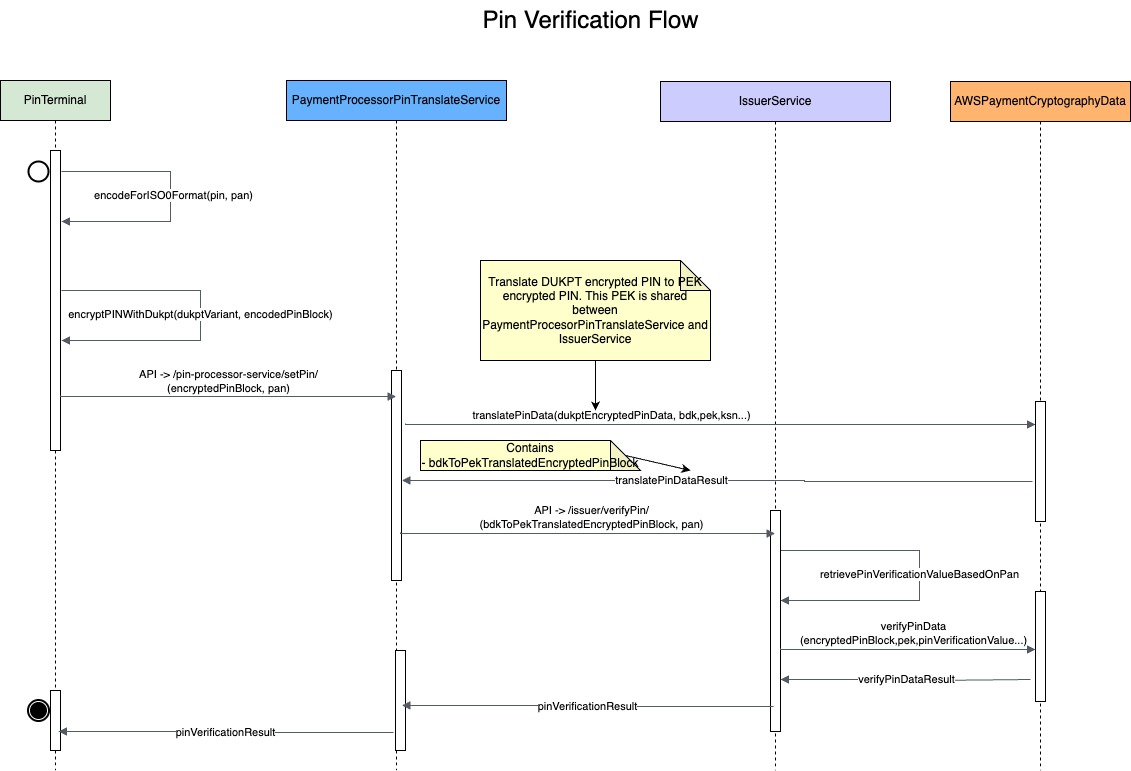 Pin Verification Flow
PinTerminal
PaymentProcessorPinTranslateService
IssuerService
AWSPaymentCryptographyData
encodeForISO0Format(pin, pan)
Translate DUKPT encrypted PIN to PEK
encrypted PIN. This PEK is shared
between
PaymentProcesorPinTranslateService and
IssuerService
encryptPINWithDukpt(dukptVariant, encodedPinBlock)
API -> /pin-processor-service/setPin/
(encryptedPinBlock, pan)
translatePinData(dukptEncryptedPinData, bdk,pek,ksn...)
Contains
- bdkToPekTranslatedEncryptedPinBlock
translatePinDataResult
API -> /issuer/verifyPin/
(bdkToPekTranslatedEncryptedPinBlock, pan)
retrievePinVerificationValueBasedOnPan
verifyPinData
(encryptedPinBlock,pek,pinVerificationValue...)
verifyPinDataResult
pinVerificationResult
pinVerificationResult